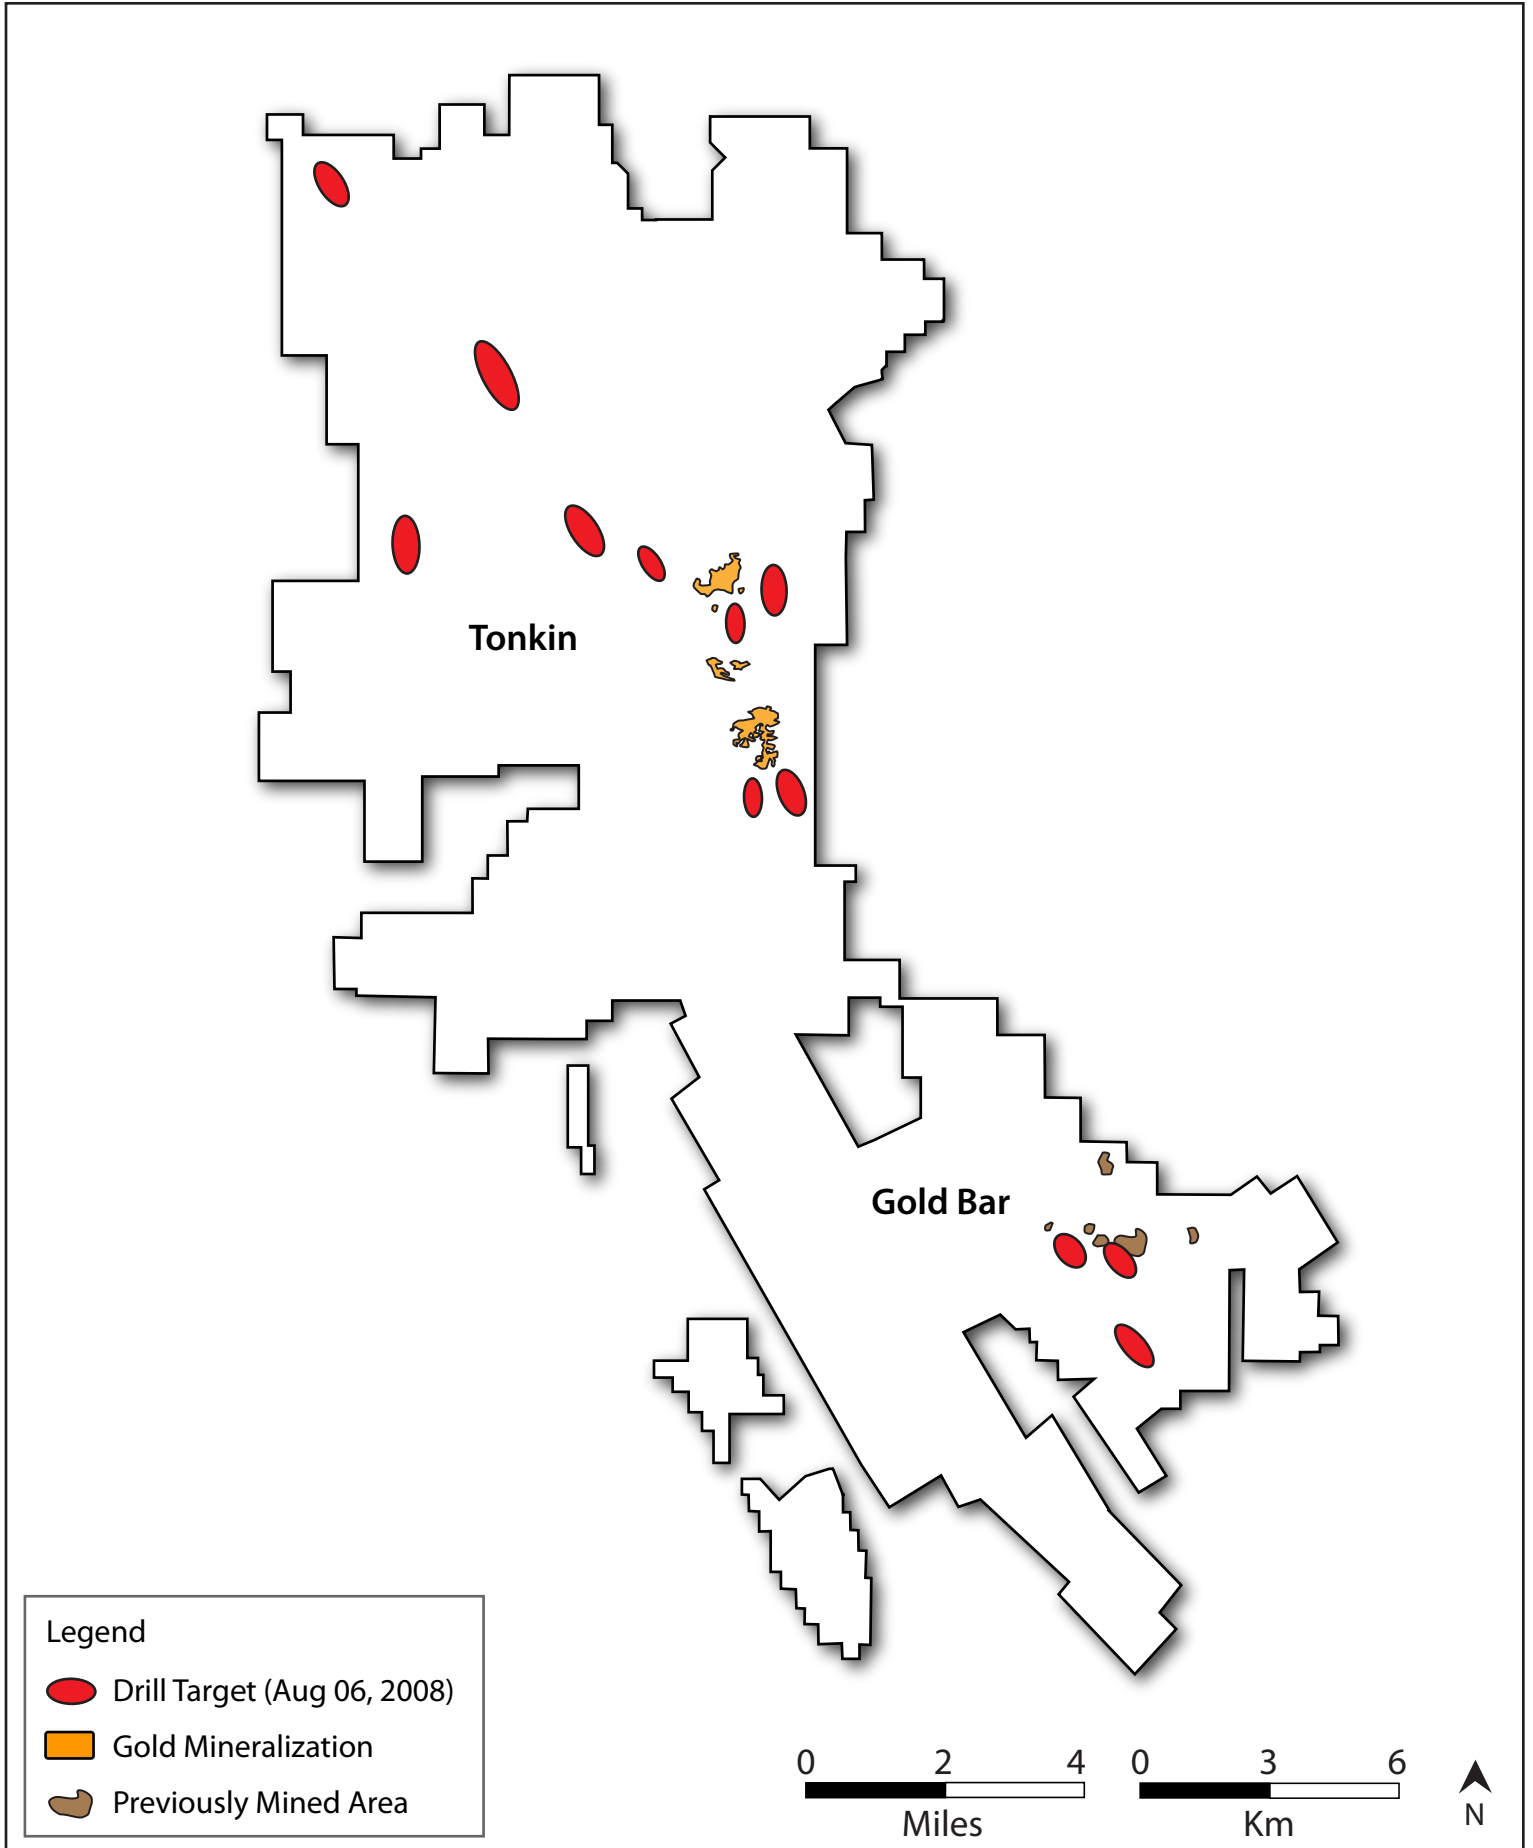 Tonkin
Gold Bar
Legend
Drill Target (Aug 06, 2008)
Gold Mineralization
Previously Mined Area
0 2 4
Miles
0 3 6
Km
N